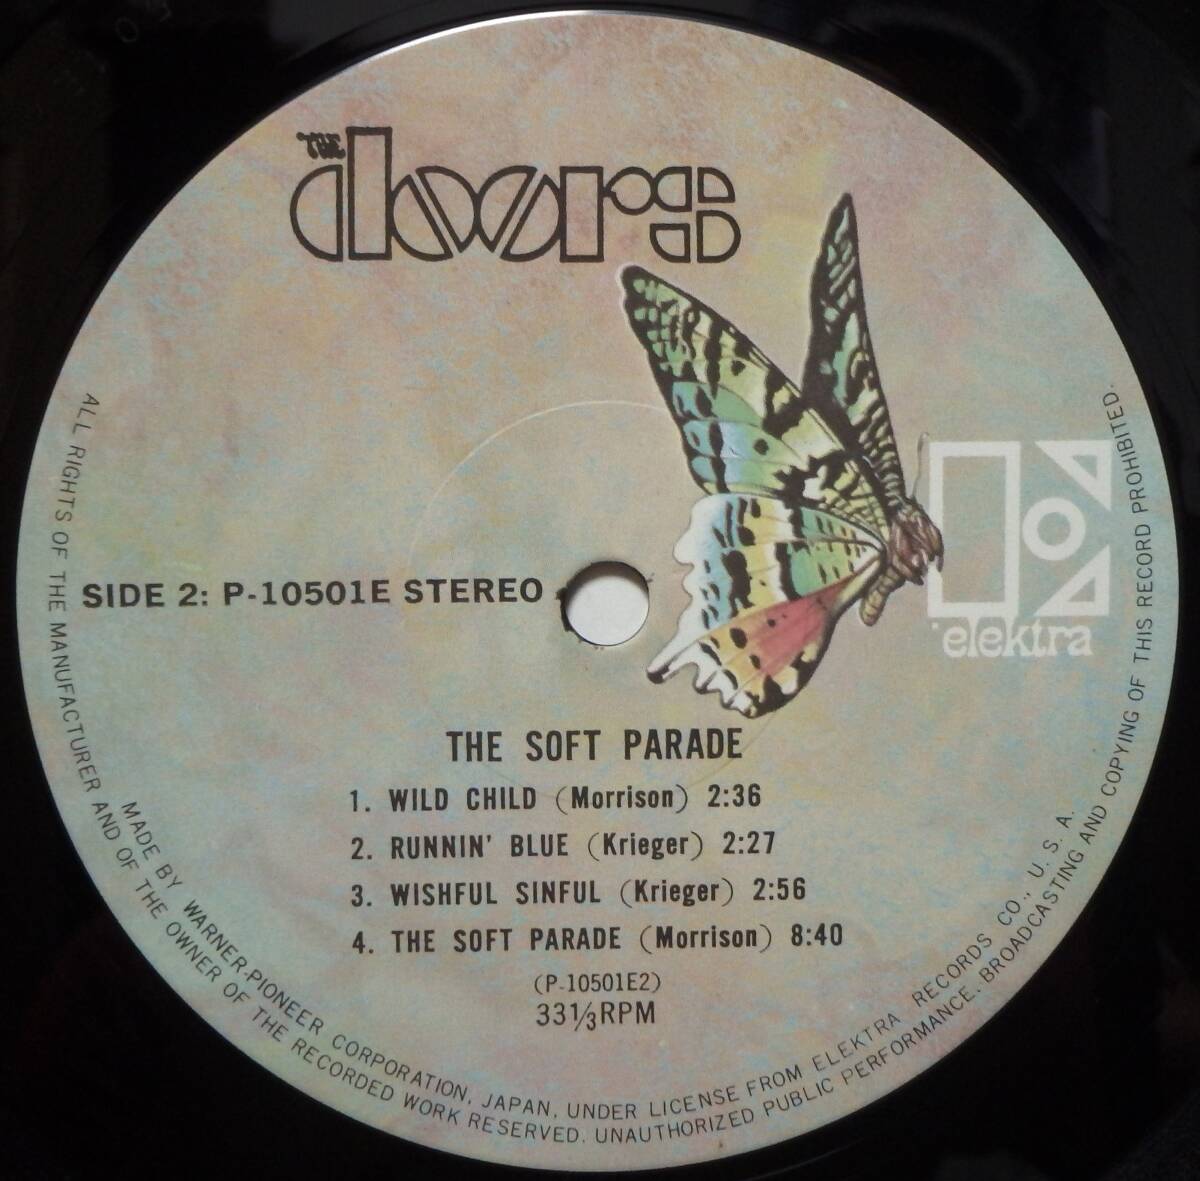 THE
doors
elektra
SIDE 2: P-10501E STEREO
THE SOFT PARADE
1. WILD CHILD (Morrison) 2:36
2. RUNNIN' BLUE (Krieger) 2:27
3. WISHFUL SINFUL (Krieger) 2:56
4. THE SOFT PARADE (Morrison) 8:40
(P-10501E2)
33⅓RPM
MADE BY WARNER-PIONEER CORPORATION, JAPAN, UNDER LICENSE FROM ELEKTRA RECORDS CO., U. S. A.
ALL RIGHTS OF THE MANUFACTURER AND OF THE OWNER OF THE RECORDED WORK RESERVED. UNAUTHORIZED PUBLIC PERFORMANCE, BROADCASTING AND COPYING OF THIS RECORD PROHIBITED.